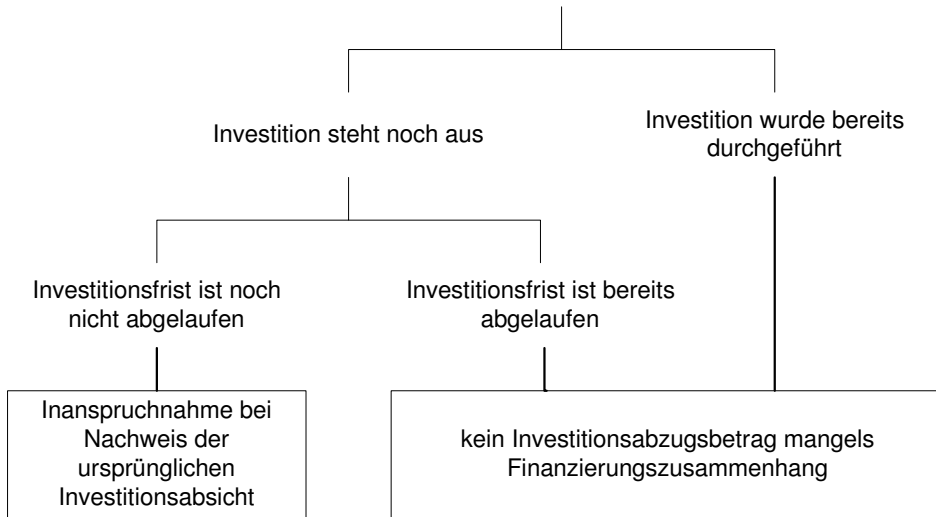 Investition steht noch aus
Investition wurde bereits
durchgeführt
Investitionsfrist ist noch
nicht abgelaufen
Investitionsfrist ist bereits
abgelaufen
Inanspruchnahme bei
Nachweis der
ursprünglichen
Investitionsabsicht
kein Investitionsabzugsbetrag mangels
Finanzierungszusammenhang